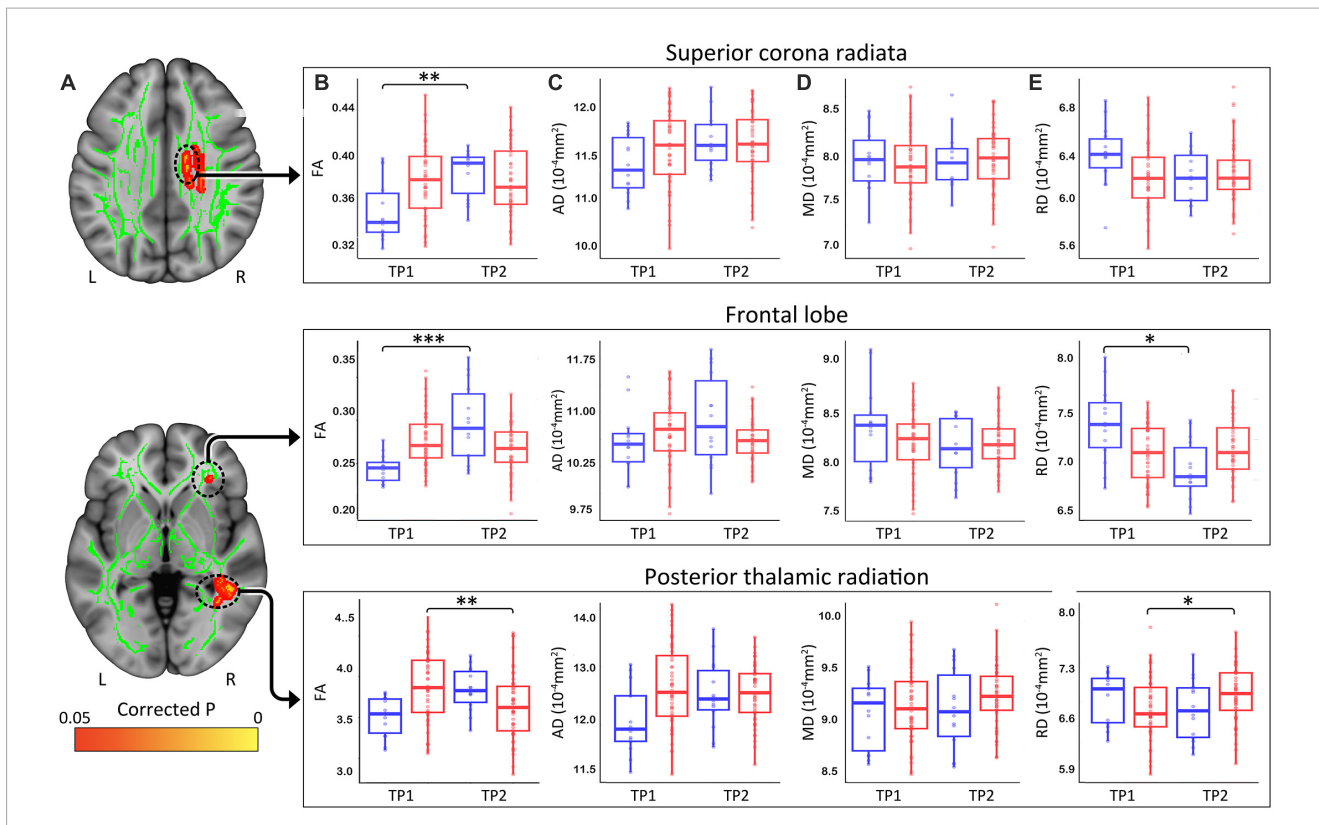 Superior corona radiata
A
B
C
D
E
**
FA
0.44
0.40
0.36
0.32
TP1 TP2
AD (10⁻⁴mm²)
12.0
11.5
11.0
10.0
TP1 TP2
MD (10⁻⁴mm²)
8.5
8.0
7.5
7.0
TP1 TP2
RD (10⁻⁴mm²)
6.8
6.4
6.0
5.6
TP1 TP2
L R
Frontal lobe
***
FA
0.35
0.30
0.25
0.20
TP1 TP2
AD (10⁻⁴mm²)
11.75
11.00
10.25
9.75
TP1 TP2
MD (10⁻⁴mm²)
9.0
8.5
8.0
7.5
TP1 TP2
*
RD (10⁻⁴mm²)
8.0
7.5
7.0
6.5
TP1 TP2
Posterior thalamic radiation
**
FA
4.5
4.0
3.5
3.0
TP1 TP2
AD (10⁻⁴mm²)
14.0
13.0
12.0
11.5
TP1 TP2
MD (10⁻⁴mm²)
10.0
9.5
9.0
8.5
TP1 TP2
*
RD (10⁻⁴mm²)
8.0
7.3
6.6
5.9
TP1 TP2
L R
Corrected P
0.05 0